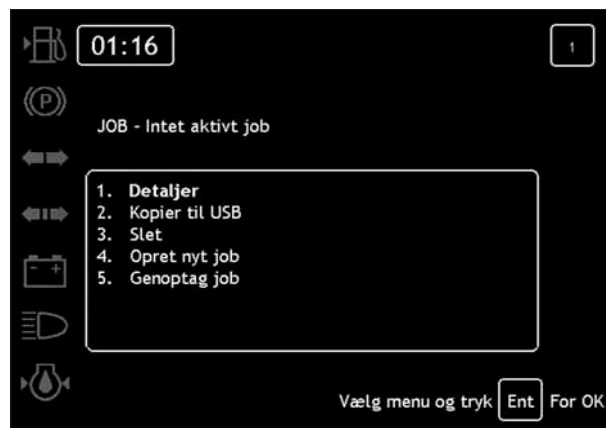 01:16
1
(P)
JOB - Intet aktivt job
1. Detaljer
2. Kopier til USB
3. Slet
4. Opret nyt job
5. Genoptag job
- +
Vælg menu og tryk Ent For OK